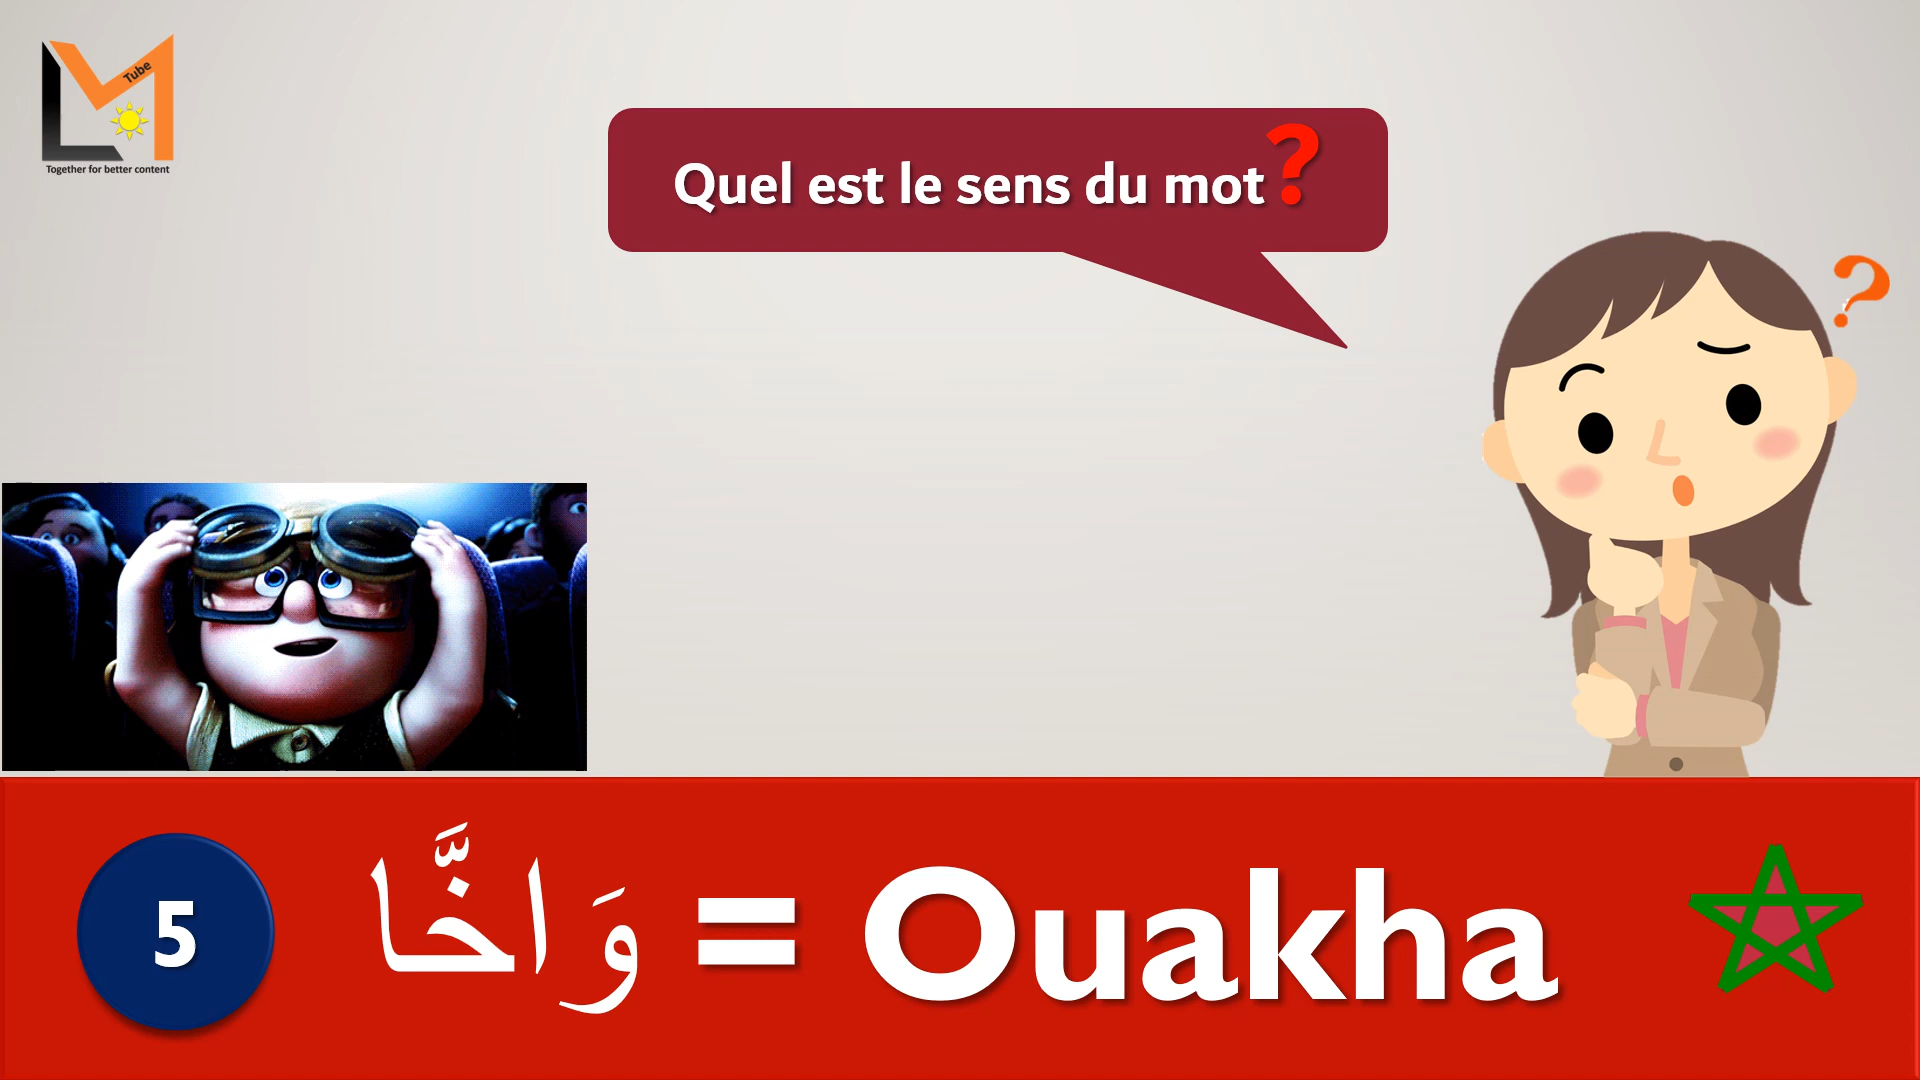 Tube
Together for better content
Quel est le sens du mot?
?
5
وَاخَّا = Ouakha